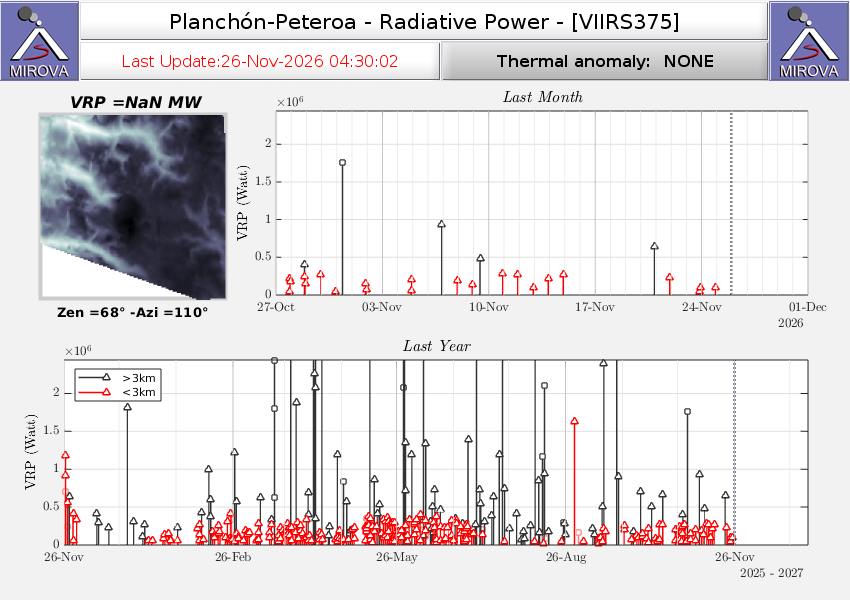 Planchón-Peteroa - Radiative Power - [VIIRS375]
MIROVA
Last Update:26-Nov-2026 04:30:02
Thermal anomaly: NONE
MIROVA
VRP =NaN MW
Zen =68° -Azi =110°
Last Month
×10⁶
VRP (Watt)
2
1.5
1
0.5
0
27-Oct 03-Nov 10-Nov 17-Nov 24-Nov 01-Dec
2026
Last Year
×10⁶
VRP (Watt)
>3km
<3km
2
1.5
1
0.5
0
26-Nov 26-Feb 26-May 26-Aug 26-Nov
2025 - 2027